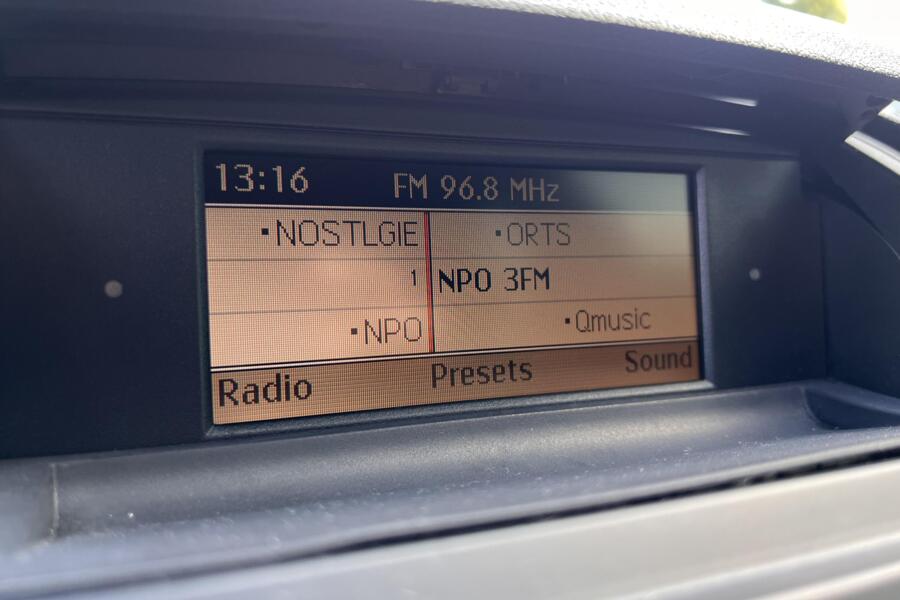 13:16 FM 96.8 MHz
▪NOSTLGIE ▪ORTS
1 NPO 3FM
▪NPO ▪Qmusic
Radio Presets Sound